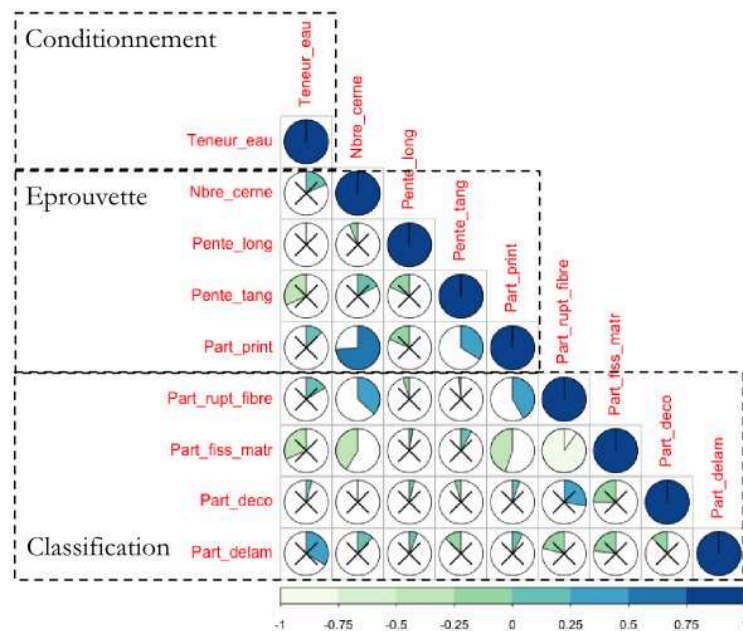 Conditionnement
Teneur_eau
Teneur_eau
Nbre_cerne
Eprouvette
Nbre_cerne
Pente_long
Pente_long
Pente_tang
Pente_tang
Part_print
Part_print
Part_rupt_fibre
Part_rupt_fibre
Part_fiss_matr
Part_fiss_matr
Part_deco
Part_deco
Part_delam
Classification
Part_delam
-1 -0.75 -0.5 -0.25 0 0.25 0.5 0.75